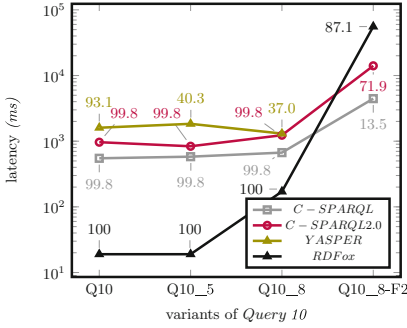 10^5
87.1
10^4
93.1
99.8
99.8
40.3
99.8
37.0
71.9
10^3
13.5
99.8
99.8
99.8
100
10^2
100
100
C−SPARQL
C−SPARQL2.0
YASPER
RDFox
10^1
Q10
Q10_5
Q10_8
Q10_8-F2
latency (ms)
variants of Query 10